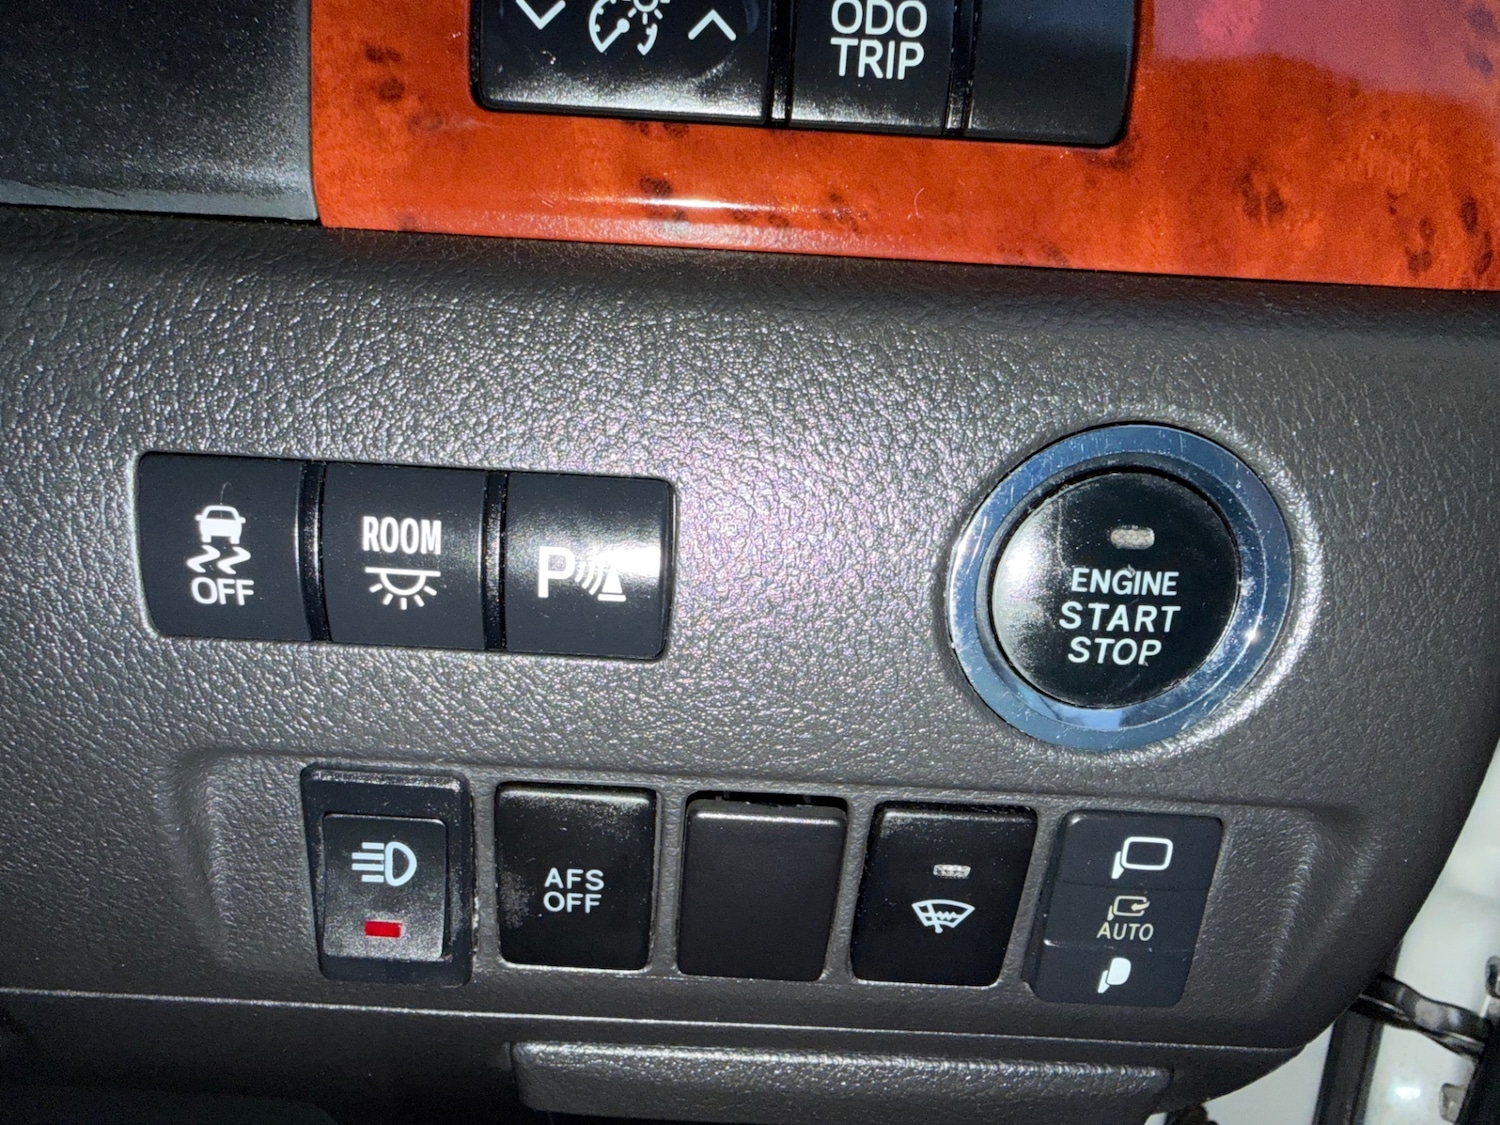 ODO
TRIP
OFF
ROOM
P
ENGINE
START
STOP
AFS
OFF
AUTO